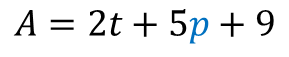 A = 2t + 5p + 9